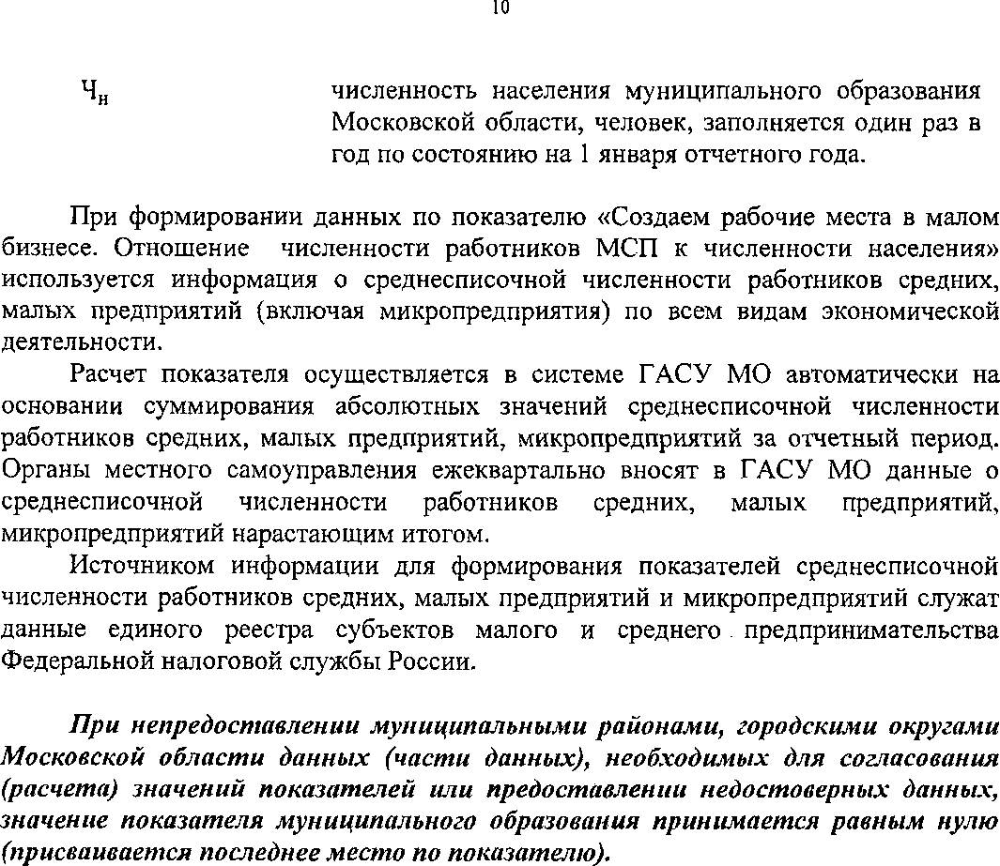 10
Чн численность населения муниципального образования
Московской области, человек, заполняется один раз в
год по состоянию на 1 января отчетного года.
При формировании данных по показателю «Создаем рабочие места в малом
бизнесе. Отношение численности работников МСП к численности населения»
используется информация о среднесписочной численности работников средних,
малых предприятий (включая микропредприятия) по всем видам экономической
деятельности.
Расчет показателя осуществляется в системе ГАСУ МО автоматически на
основании суммирования абсолютных значений среднесписочной численности
работников средних, малых предприятий, микропредприятий за отчетный период.
Органы местного самоуправления ежеквартально вносят в ГАСУ МО данные о
среднесписочной численности работников средних, малых предприятий,
микропредприятий нарастающим итогом.
Источником информации для формирования показателей среднесписочной
численности работников средних, малых предприятий и микропредприятий служат
данные единого реестра субъектов малого и среднего предпринимательства
Федеральной налоговой службы России.
При непредоставлении муниципальными районами, городскими округами
Московской области данных (части данных), необходимых для согласования
(расчета) значений показателей или предоставлении недостоверных данных,
значение показателя муниципального образования принимается равным нулю
(присваивается последнее место по показателю).